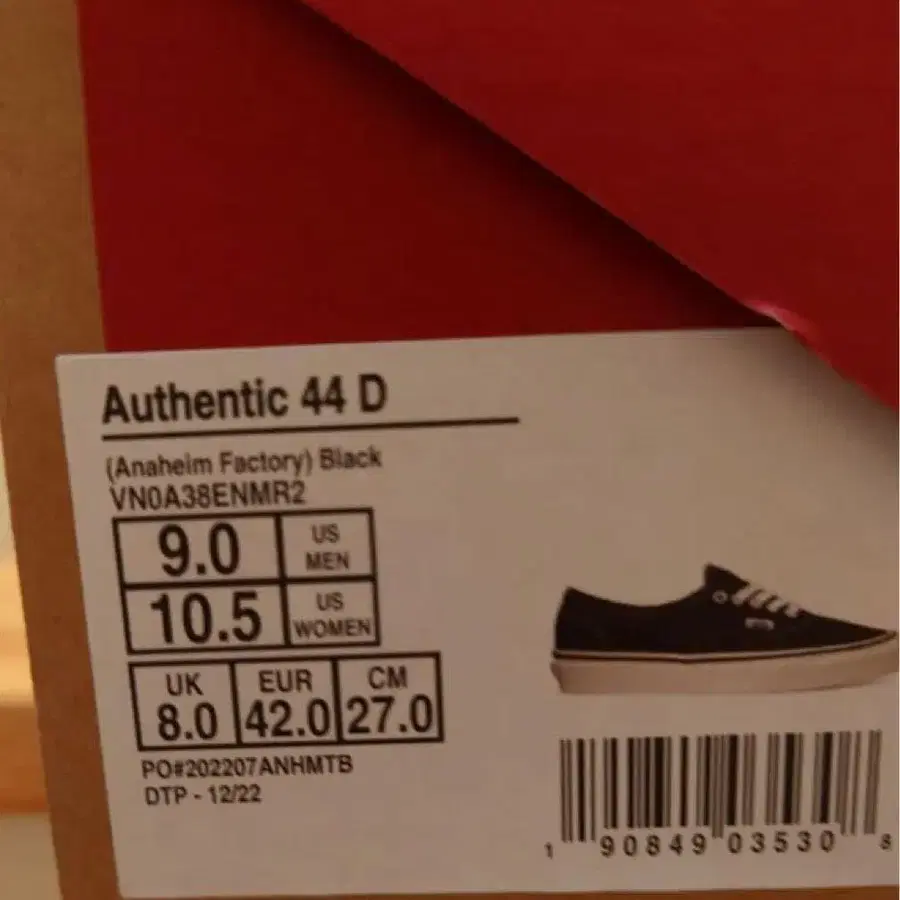 Authentic 44 D
(Anaheim Factory) Black
VN0A38ENMR2
9.0 US MEN
10.5 US WOMEN
UK EUR CM
8.0 42.0 27.0
PO#202207ANHMTB
DTP - 12/22
1 90849 03530 8